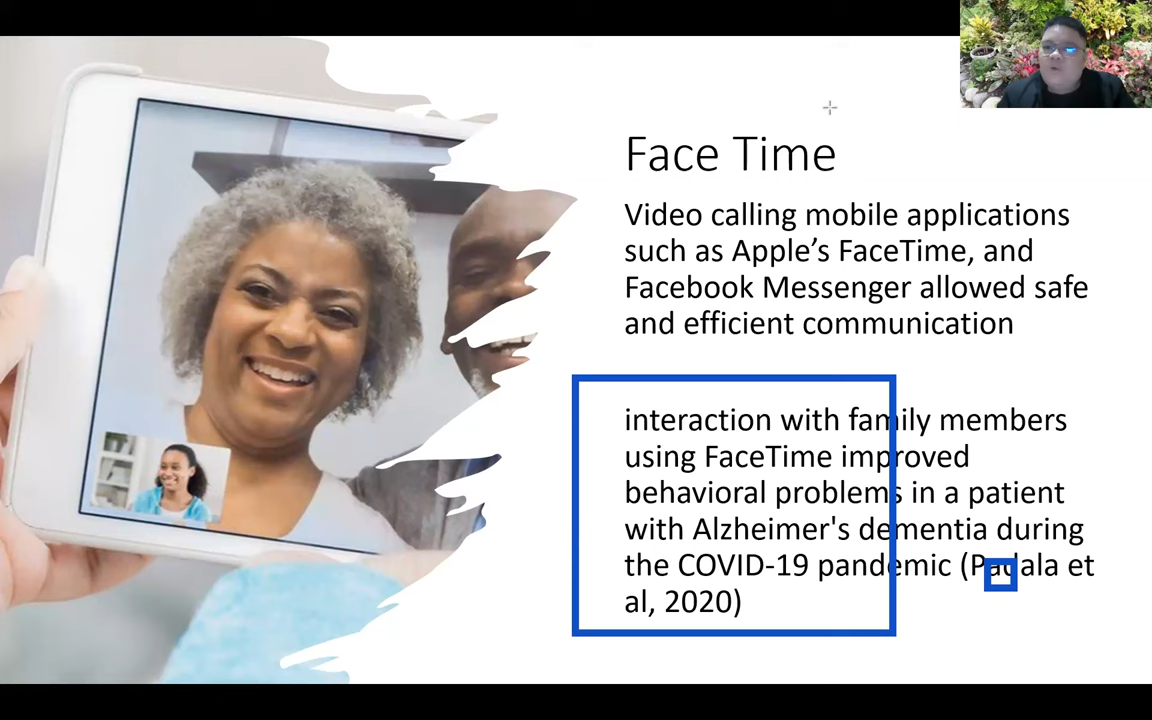 Face Time
Video calling mobile applications
such as Apple’s FaceTime, and
Facebook Messenger allowed safe
and efficient communication
interaction with family members
using FaceTime improved
behavioral problems in a patient
with Alzheimer's dementia during
the COVID-19 pandemic (Padala et
al, 2020)